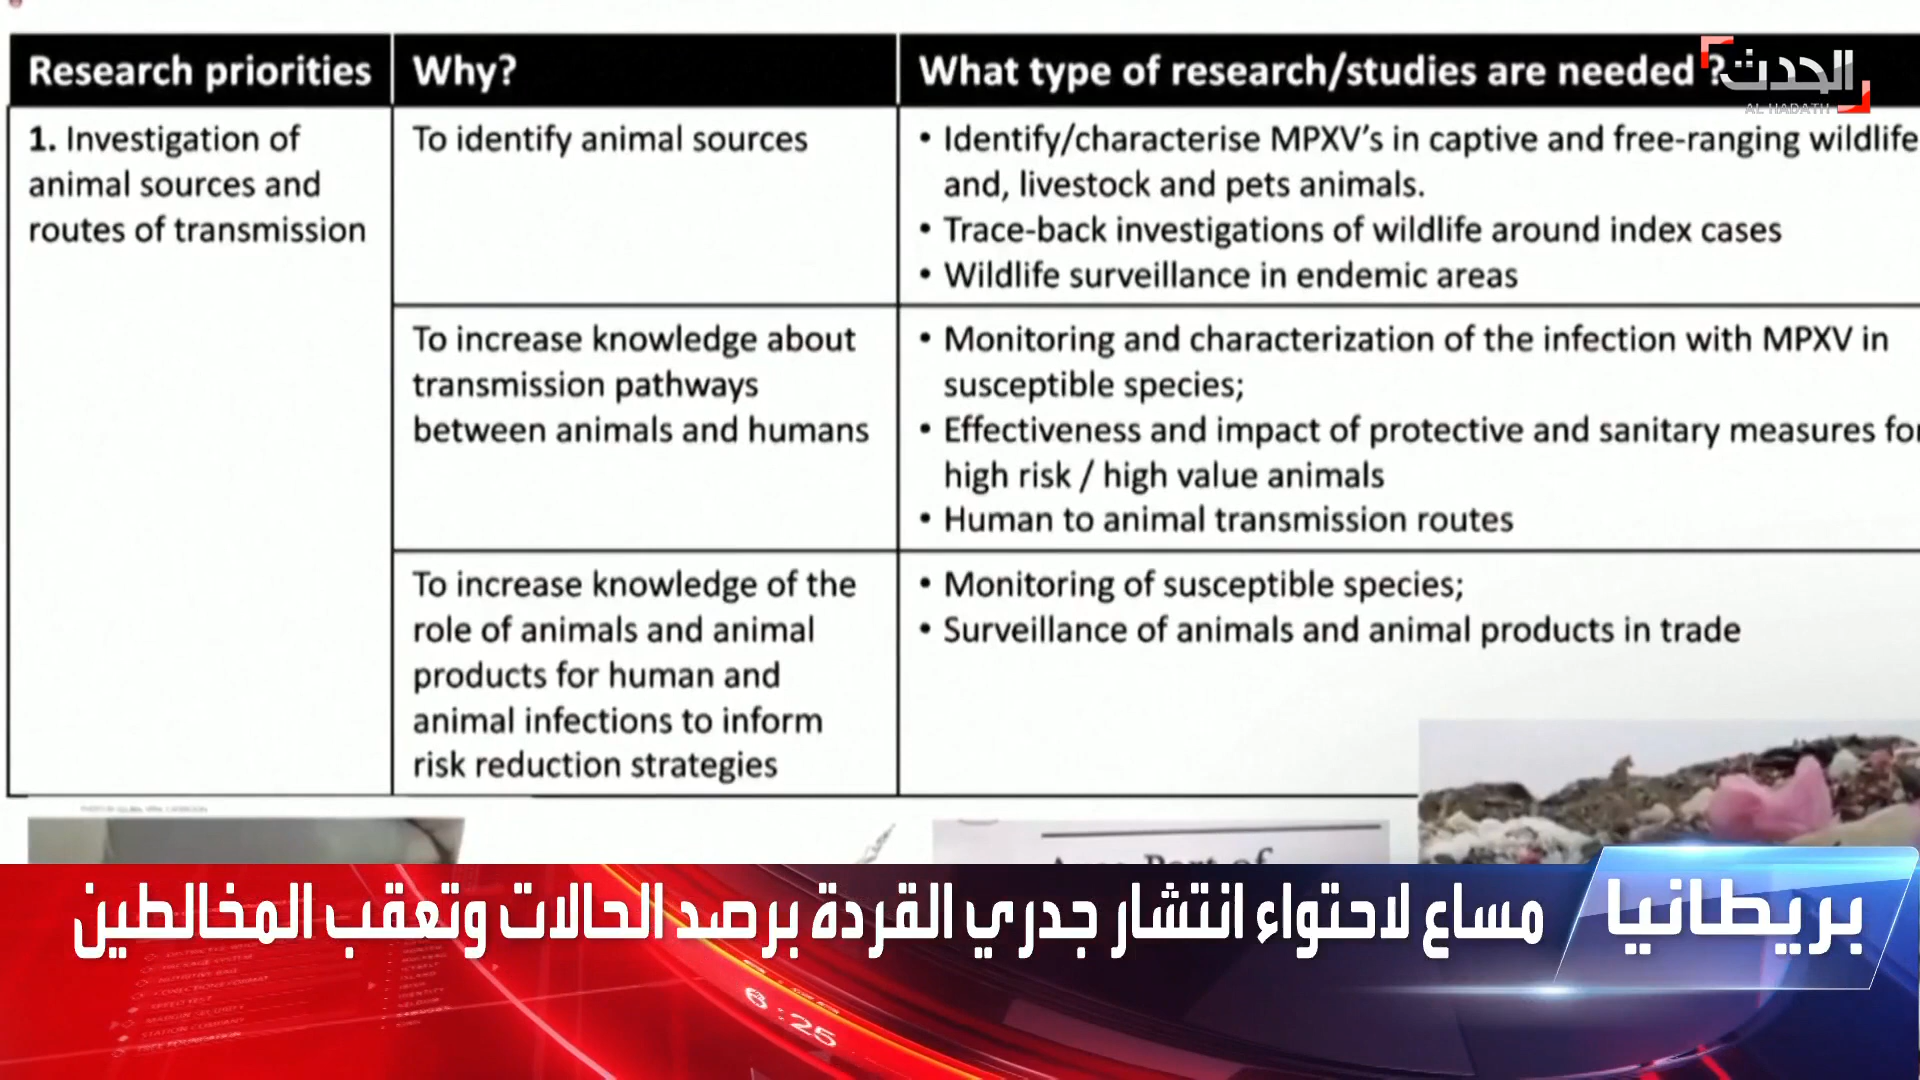 Research priorities
Why?
What type of research/studies are needed ?
الحدث
AL HADATH
1. Investigation of
animal sources and
routes of transmission
To identify animal sources
• Identify/characterise MPXV's in captive and free-ranging wildlife
and, livestock and pets animals.
• Trace-back investigations of wildlife around index cases
• Wildlife surveillance in endemic areas
To increase knowledge about
transmission pathways
between animals and humans
• Monitoring and characterization of the infection with MPXV in
susceptible species;
• Effectiveness and impact of protective and sanitary measures for
high risk / high value animals
• Human to animal transmission routes
To increase knowledge of the
role of animals and animal
products for human and
animal infections to inform
risk reduction strategies
• Monitoring of susceptible species;
• Surveillance of animals and animal products in trade
بريطانيا
مساع لاحتواء انتشار جدري القردة برصد الحالات وتعقب المخالطين
6:25